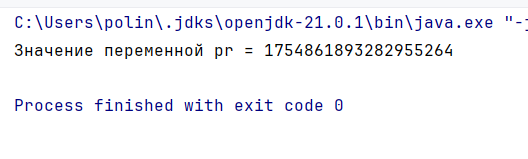 C:\Users\polin\.jdks\openjdk-21.0.1\bin\java.exe "-j
Значение переменной pr = 1754861893282955264
Process finished with exit code 0